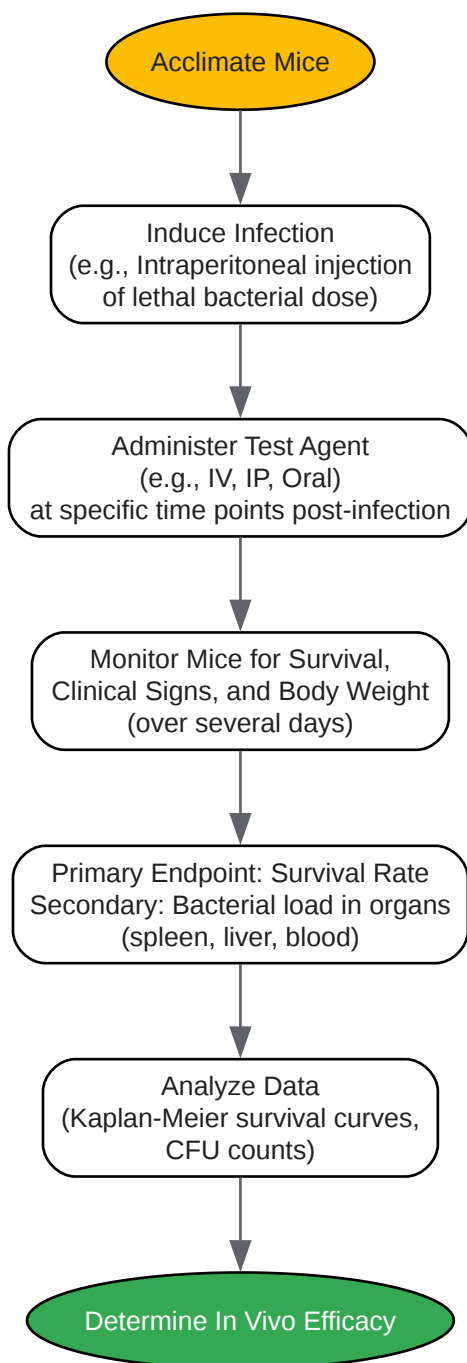 Acclimate Mice
Induce Infection
(e.g., Intraperitoneal injection
of lethal bacterial dose)
Administer Test Agent
(e.g., IV, IP, Oral)
at specific time points post-infection
Monitor Mice for Survival,
Clinical Signs, and Body Weight
(over several days)
Primary Endpoint: Survival Rate
Secondary: Bacterial load in organs
(spleen, liver, blood)
Analyze Data
(Kaplan-Meier survival curves,
CFU counts)
Determine In Vivo Efficacy